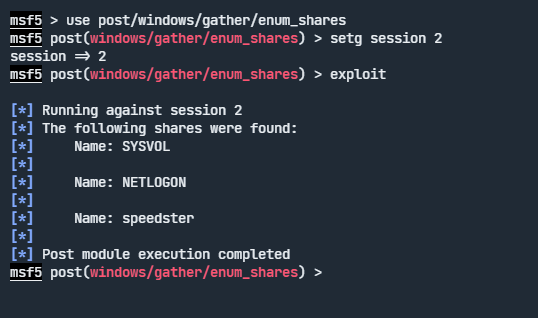 msf5 > use post/windows/gather/enum_shares
msf5 post(windows/gather/enum_shares) > setg session 2
session => 2
msf5 post(windows/gather/enum_shares) > exploit
[*] Running against session 2
[*] The following shares were found:
[*]     Name: SYSVOL
[*]
[*]     Name: NETLOGON
[*]
[*]     Name: speedster
[*]
[*] Post module execution completed
msf5 post(windows/gather/enum_shares) >